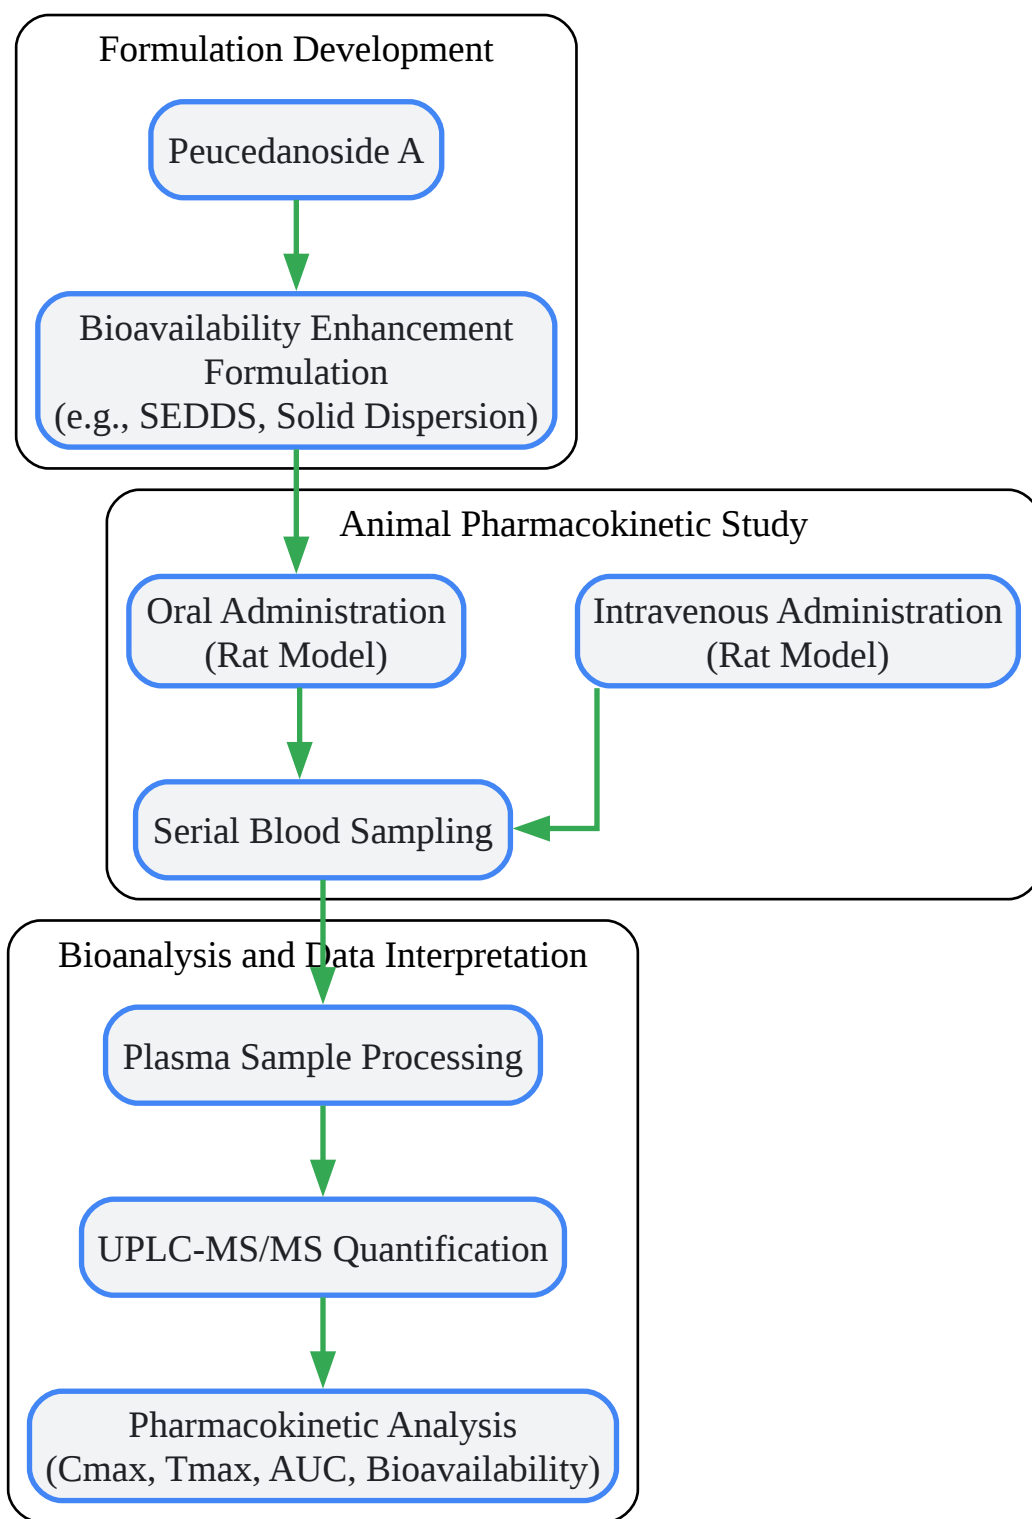 Formulation Development
Peucedanoside A
Bioavailability Enhancement
Formulation
(e.g., SEDDS, Solid Dispersion)
Animal Pharmacokinetic Study
Oral Administration
(Rat Model)
Intravenous Administration
(Rat Model)
Serial Blood Sampling
Bioanalysis and Data Interpretation
Plasma Sample Processing
UPLC-MS/MS Quantification
Pharmacokinetic Analysis
(Cmax, Tmax, AUC, Bioavailability)